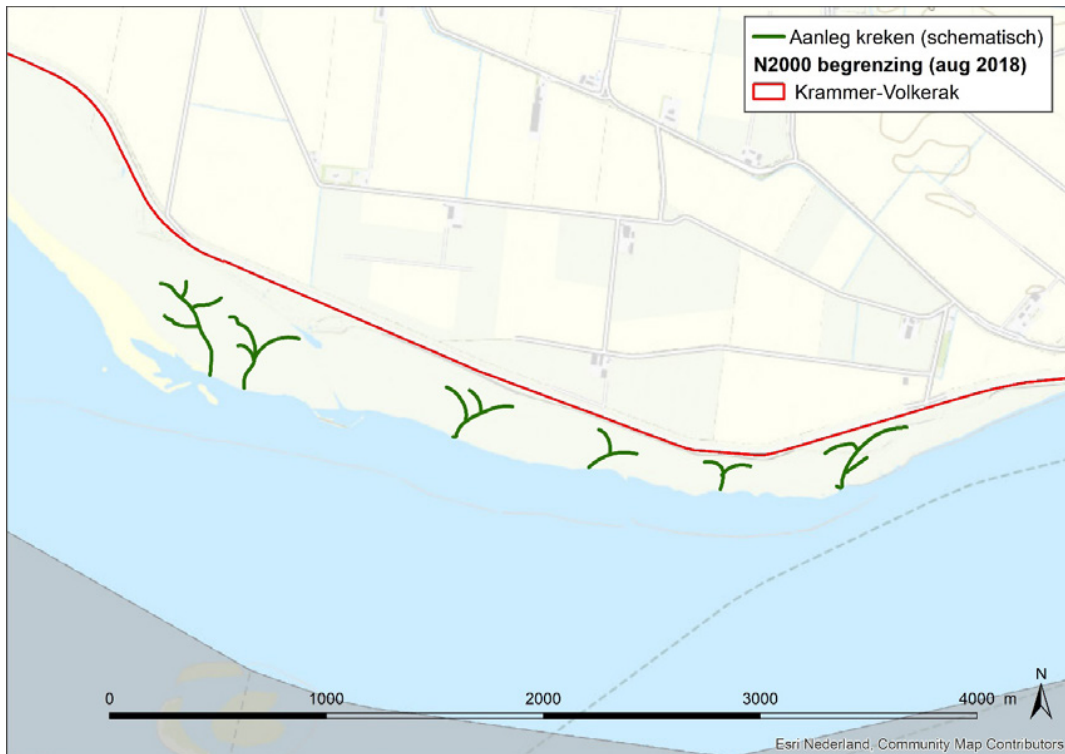 Aanleg kreken (schematisch)
N2000 begrenzing (aug 2018)
Krammer-Volkerak
0 1000 2000 3000 4000 m
N
Esri Nederland, Community Map Contributors